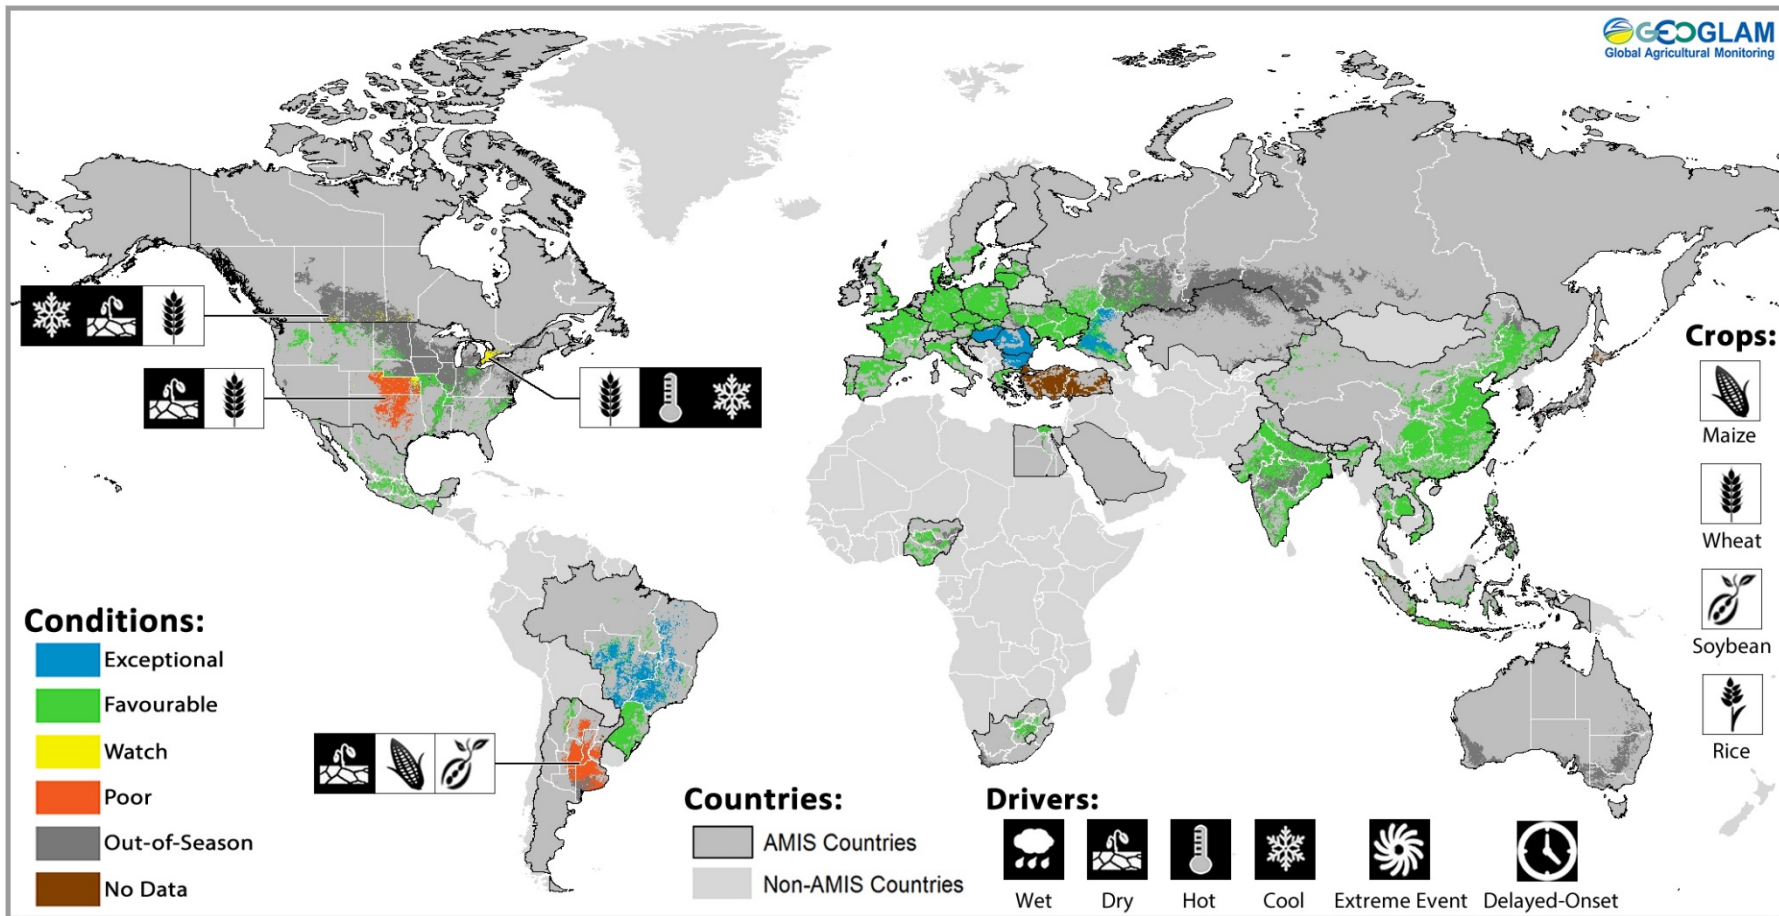 GEOGLAM
Global Agricultural Monitoring
Crops:
Maize
Wheat
Soybean
Rice
Conditions:
Exceptional
Favourable
Watch
Poor
Out-of-Season
No Data
Countries:
AMIS Countries
Non-AMIS Countries
Drivers:
Wet
Dry
Hot
Cool
Extreme Event
Delayed-Onset